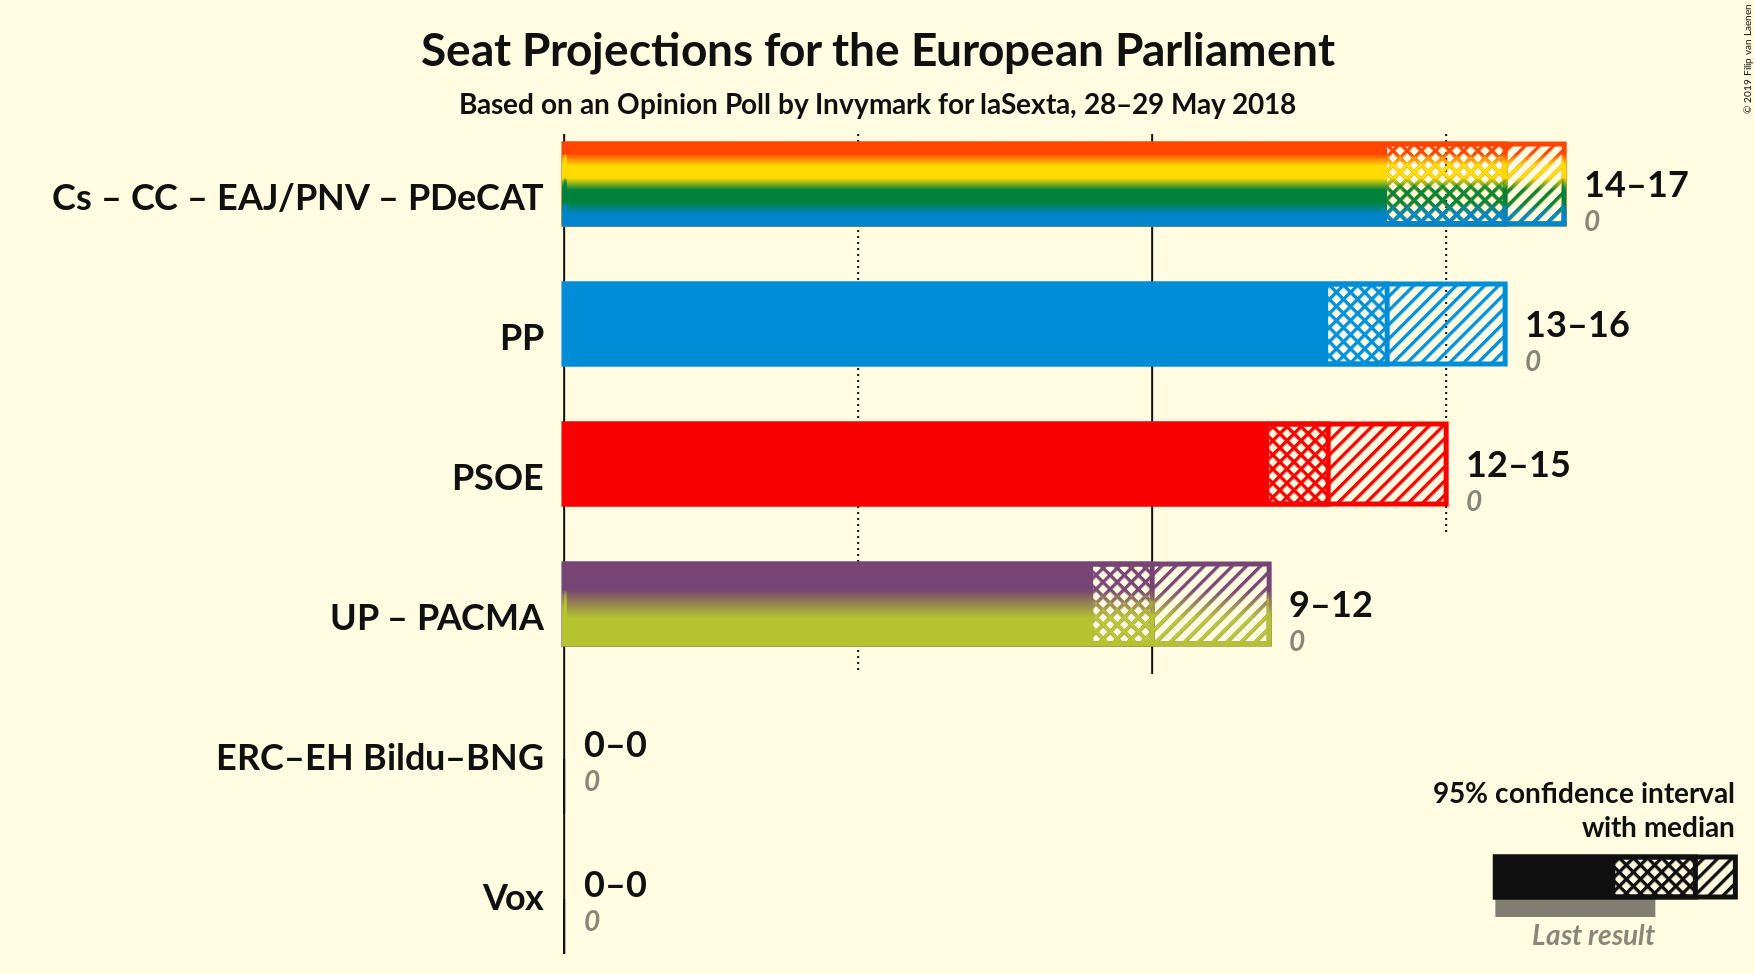 Seat Projections for the European Parliament
Based on an Opinion Poll by Invymark for laSexta, 28–29 May 2018
© 2019 Filip van Laenen
Cs – CC – EAJ/PNV – PDeCAT
14–17
0
PP
13–16
0
PSOE
12–15
0
UP – PACMA
9–12
0
ERC–EH Bildu–BNG
0–0
0
Vox
0–0
0
95% confidence interval
with median
Last result